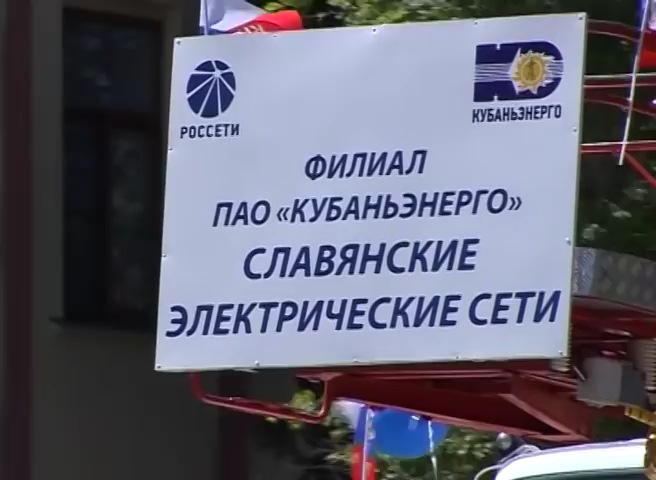 РОССЕТИ
КУБАНЬЭНЕРГО
ФИЛИАЛ
ПАО «КУБАНЬЭНЕРГО»
СЛАВЯНСКИЕ
ЭЛЕКТРИЧЕСКИЕ СЕТИ